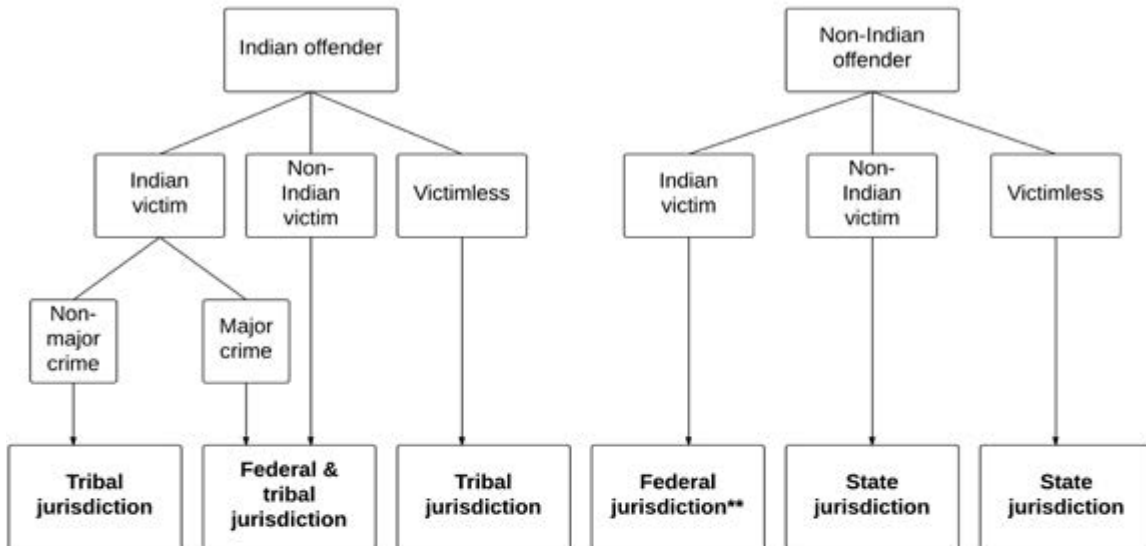 Indian offender
Non-Indian
offender
Indian
victim
Non-
Indian
victim
Victimless
Indian
victim
Non-
Indian
victim
Victimless
Non-
major
crime
Major
crime
Tribal
jurisdiction
Federal &
tribal
jurisdiction
Tribal
jurisdiction
Federal
jurisdiction**
State
jurisdiction
State
jurisdiction